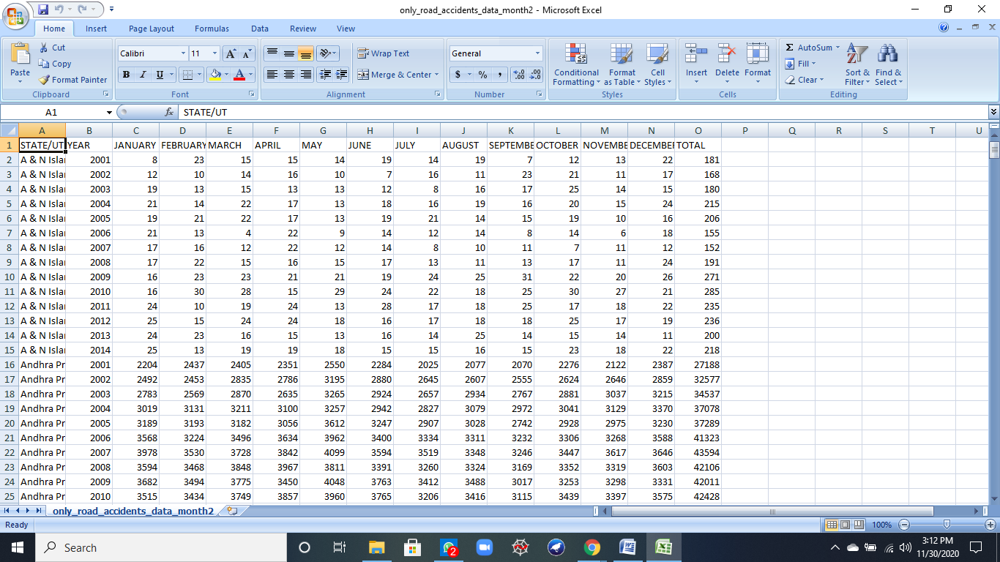 only_road_accidents_data_month2 - Microsoft Excel
Home Insert Page Layout Formulas Data Review View
Paste Cut Calibri 11 A A Wrap Text General Conditional Formatting Format as Table Cell Styles Insert Delete Format Σ AutoSum Sort & Filter Find & Select
Copy Fill
Format Painter B I U A Merge & Center $ % , .00 .0 Clear
Clipboard Font Alignment Number Styles Cells Editing
A1 fx STATE/UT
A B C D E F G H I J K L M N O P Q R S T U
1 STATE/UT YEAR JANUARY FEBRUARY MARCH APRIL MAY JUNE JULY AUGUST SEPTEMBE OCTOBER NOVEMBE DECEMBER TOTAL
2 A & N Islan 2001 8 23 15 15 14 19 14 19 7 12 13 22 181
3 A & N Islan 2002 12 10 14 16 10 7 16 11 23 21 11 17 168
4 A & N Islan 2003 19 13 15 13 13 12 8 16 17 25 14 15 180
5 A & N Islan 2004 21 14 22 17 13 18 16 19 16 20 15 24 215
6 A & N Islan 2005 19 21 22 17 13 19 21 14 15 19 10 16 206
7 A & N Islan 2006 21 13 4 22 9 14 12 14 8 14 6 18 155
8 A & N Islan 2007 17 16 12 22 12 14 8 10 11 7 11 12 152
9 A & N Islan 2008 17 22 15 16 15 17 13 11 13 17 11 24 191
10 A & N Islan 2009 16 23 23 21 21 19 24 25 31 22 20 26 271
11 A & N Islan 2010 16 30 28 15 29 24 22 18 25 30 27 21 285
12 A & N Islan 2011 24 10 19 24 13 28 17 18 25 17 18 22 235
13 A & N Islan 2012 25 15 24 24 18 16 17 18 18 25 17 19 236
14 A & N Islan 2013 24 23 16 15 13 16 14 25 14 15 14 11 200
15 A & N Islan 2014 25 13 19 19 18 15 15 16 15 23 18 22 218
16 Andhra Pr 2001 2204 2437 2405 2351 2550 2284 2025 2077 2070 2276 2122 2387 27188
17 Andhra Pr 2002 2492 2453 2835 2786 3195 2880 2645 2607 2555 2624 2646 2859 32577
18 Andhra Pr 2003 2783 2569 2870 2635 3265 2924 2657 2934 2767 2881 3037 3215 34537
19 Andhra Pr 2004 3019 3131 3211 3100 3257 2942 2827 3079 2972 3041 3129 3370 37078
20 Andhra Pr 2005 3189 3193 3182 3056 3612 3247 2907 3028 2742 2928 2975 3230 37289
21 Andhra Pr 2006 3568 3224 3496 3634 3962 3400 3334 3311 3232 3306 3268 3588 41323
22 Andhra Pr 2007 3978 3530 3728 3842 4099 3594 3519 3348 3246 3447 3617 3646 43594
23 Andhra Pr 2008 3594 3468 3848 3967 3811 3391 3260 3324 3169 3352 3319 3603 42106
24 Andhra Pr 2009 3682 3494 3775 3450 4048 3763 3412 3488 3017 3253 3298 3331 42011
25 Andhra Pr 2010 3515 3434 3749 3857 3960 3765 3206 3416 3115 3439 3397 3575 42428
only_road_accidents_data_month2
Ready 100%
Search 2 3:12 PM
11/30/2020